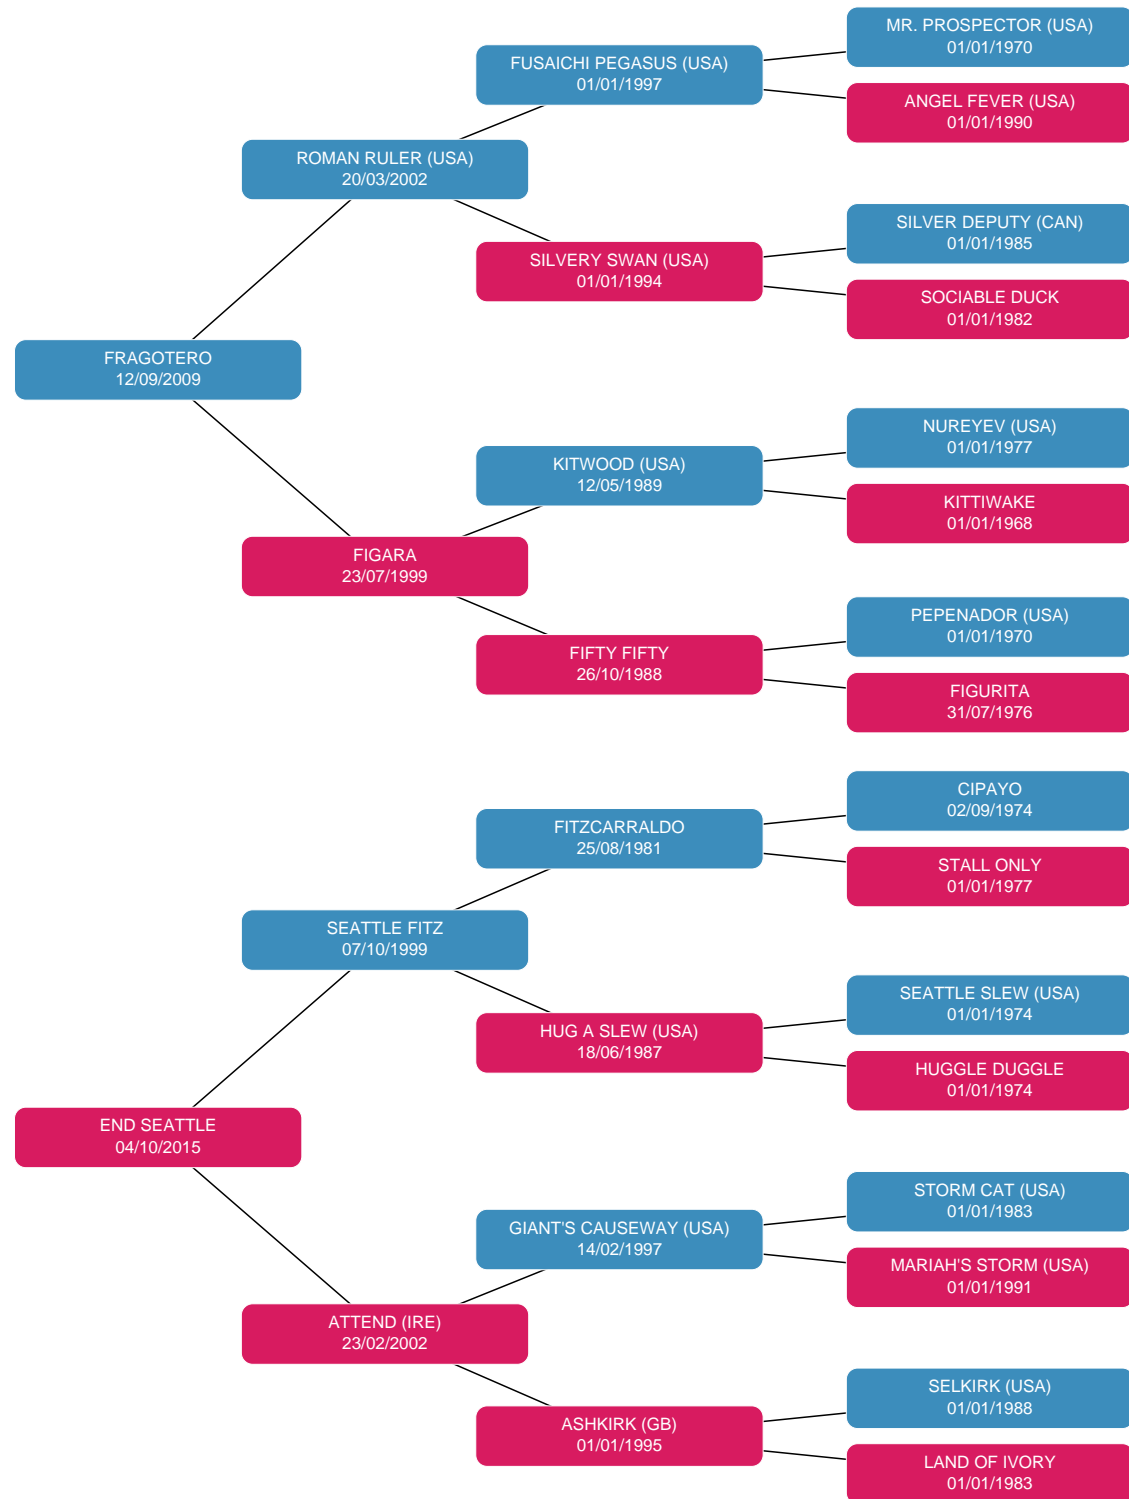 MR. PROSPECTOR (USA)
01/01/1970
FUSAICHI PEGASUS (USA)
01/01/1997
ANGEL FEVER (USA)
01/01/1990
ROMAN RULER (USA)
20/03/2002
SILVER DEPUTY (CAN)
01/01/1985
SILVERY SWAN (USA)
01/01/1994
SOCIABLE DUCK
01/01/1982
FRAGOTERO
12/09/2009
NUREYEV (USA)
01/01/1977
KITWOOD (USA)
12/05/1989
KITTIWAKE
01/01/1968
FIGARA
23/07/1999
PEPENADOR (USA)
01/01/1970
FIFTY FIFTY
26/10/1988
FIGURITA
31/07/1976
CIPAYO
02/09/1974
FITZCARRALDO
25/08/1981
STALL ONLY
01/01/1977
SEATTLE FITZ
07/10/1999
SEATTLE SLEW (USA)
01/01/1974
HUG A SLEW (USA)
18/06/1987
HUGGLE DUGGLE
01/01/1974
END SEATTLE
04/10/2015
STORM CAT (USA)
01/01/1983
GIANT'S CAUSEWAY (USA)
14/02/1997
MARIAH'S STORM (USA)
01/01/1991
ATTEND (IRE)
23/02/2002
SELKIRK (USA)
01/01/1988
ASHKIRK (GB)
01/01/1995
LAND OF IVORY
01/01/1983